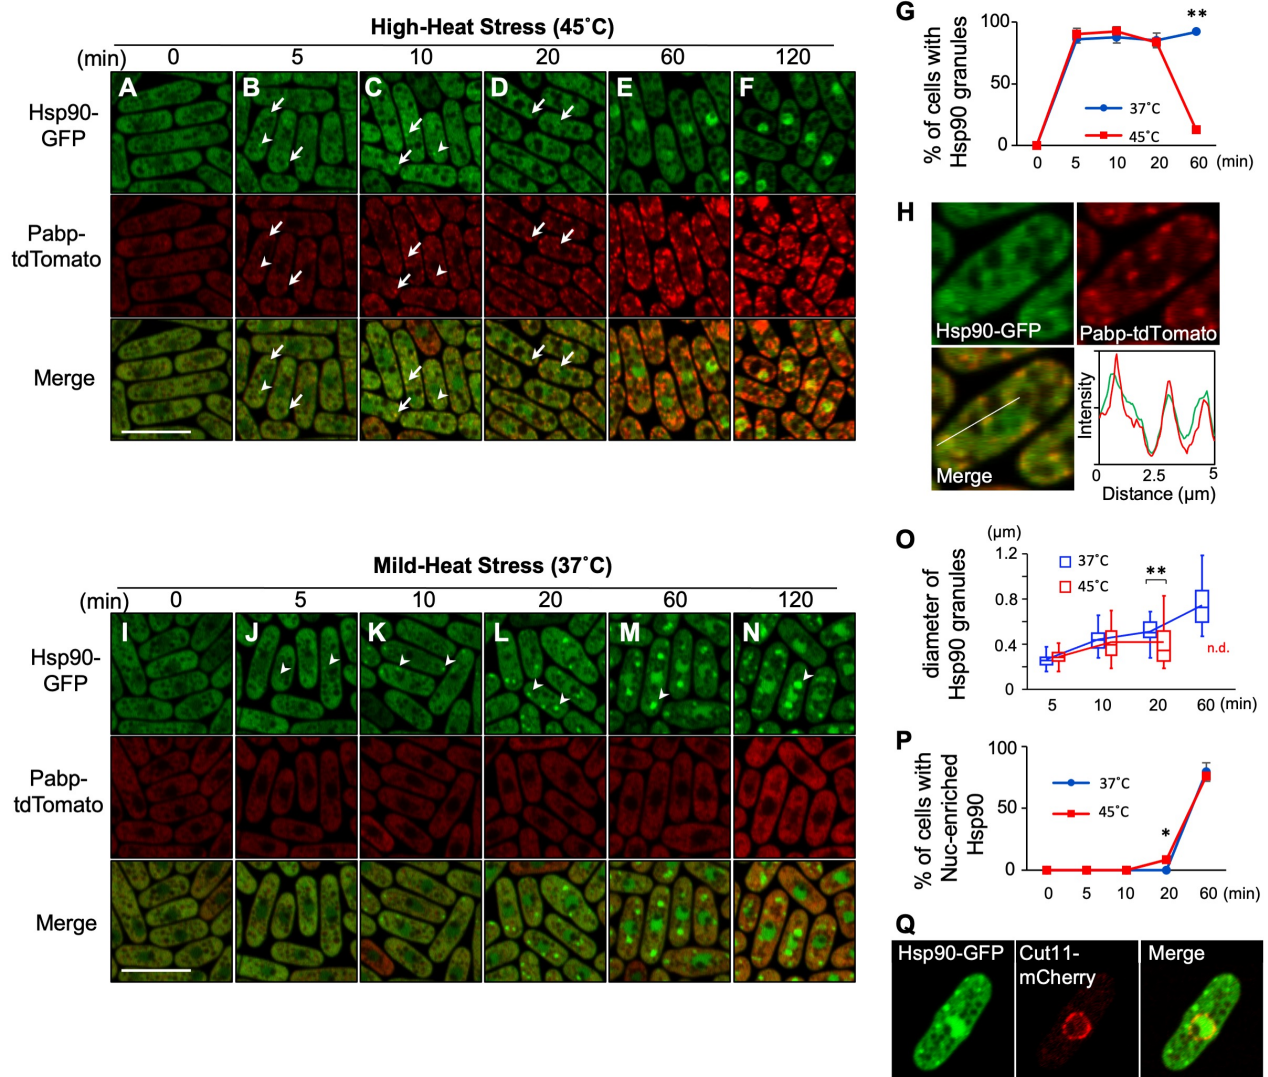 High-Heat Stress (45˚C)
(min) 0 5 10 20 60 120
A B C D E F
Hsp90-
GFP
Pabp-
tdTomato
Merge
Mild-Heat Stress (37˚C)
(min) 0 5 10 20 60 120
I J K L M N
Hsp90-
GFP
Pabp-
tdTomato
Merge
G
% of cells with
Hsp90 granules
100
50
0
**
37˚C
45˚C
0 5 10 20 60 (min)
H
Hsp90-GFP
Pabp-tdTomato
Merge
Intensity
0 2.5 5
Distance (µm)
O
(µm)
diameter of
Hsp90 granules
1.2
0.8
0.4
0
37˚C
45˚C
**
n.d.
5 10 20 60 (min)
P
% of cells with
Nuc-enriched
Hsp90
100
50
0
37˚C
45˚C
*
0 5 10 20 60 (min)
Q
Hsp90-GFP
Cut11-
mCherry
Merge